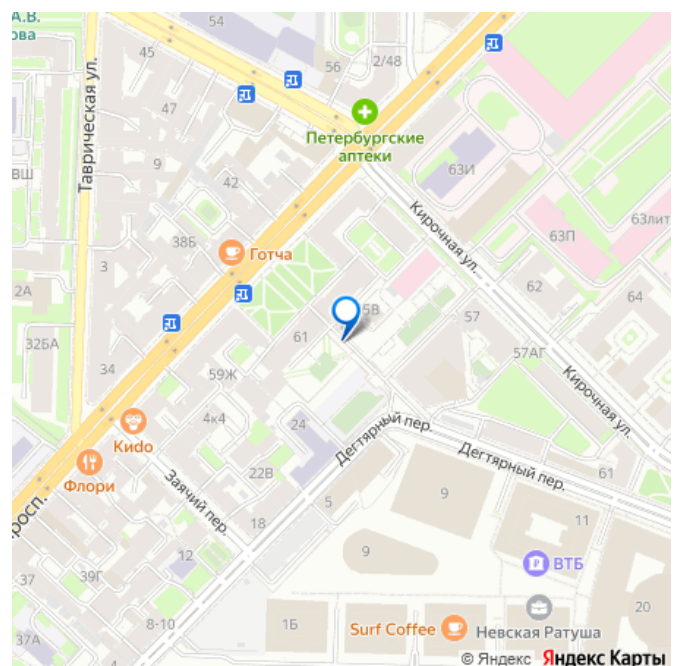 А.В.
ова
54
45
56
2/48
Таврическая ул.
47
Петербургские
аптеки
ВШ
9
42
63И
63лит
Кирочная ул.
38Б
Готча
63П
3
2А
62
64
5В
57
32БА
61
57АГ
34
59Ж
Кирочная ул.
4к4
Кидо
24
Дегтярный пер.
Флори
22В
Дегтярный пер.
61
Заячий пер.
9
росп.
18
5
11
12
9
ВТБ
37
39Г
20
8-10
1Б
Surf Coffee
Невская Ратуша
37А
© Яндекс Яндекс Карты